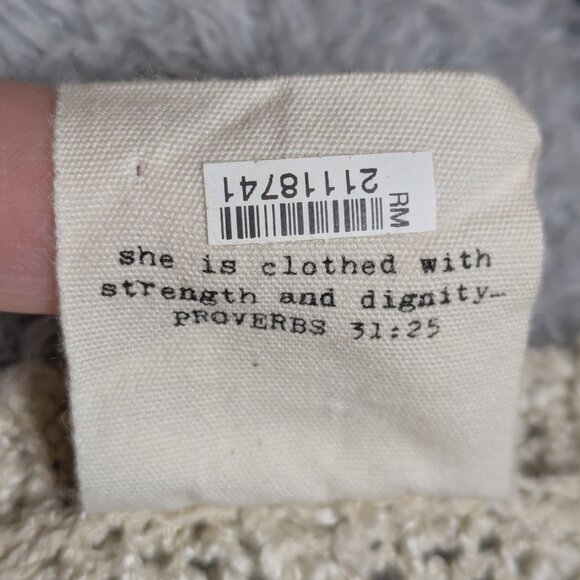 21118741
RM
she is clothed with
strength and dignity...
PROVERBS 31:25